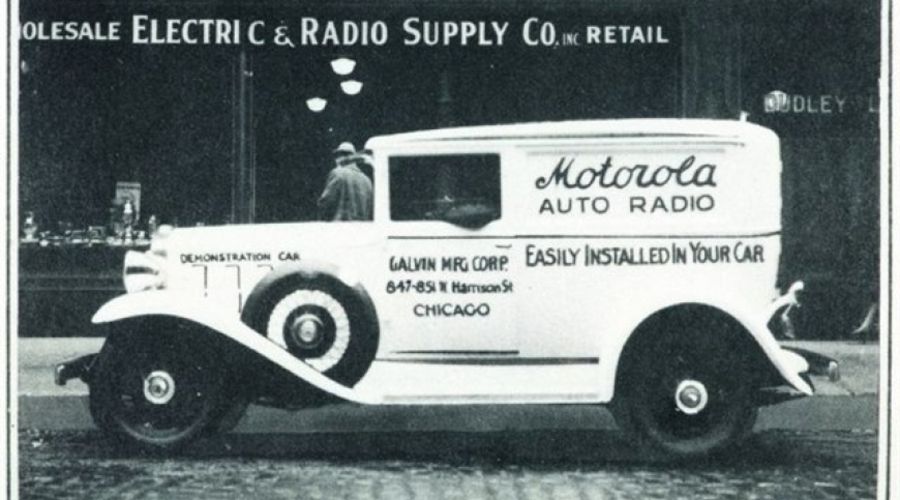 OLESALE ELECTRIC & RADIO SUPPLY CO. INC RETAIL
DUDLEY
Motorola
AUTO RADIO
DEMONSTRATION CAR
GALVIN MFG CORP.
847-851 W Harrison St
CHICAGO
EASILY INSTALLED IN YOUR CAR